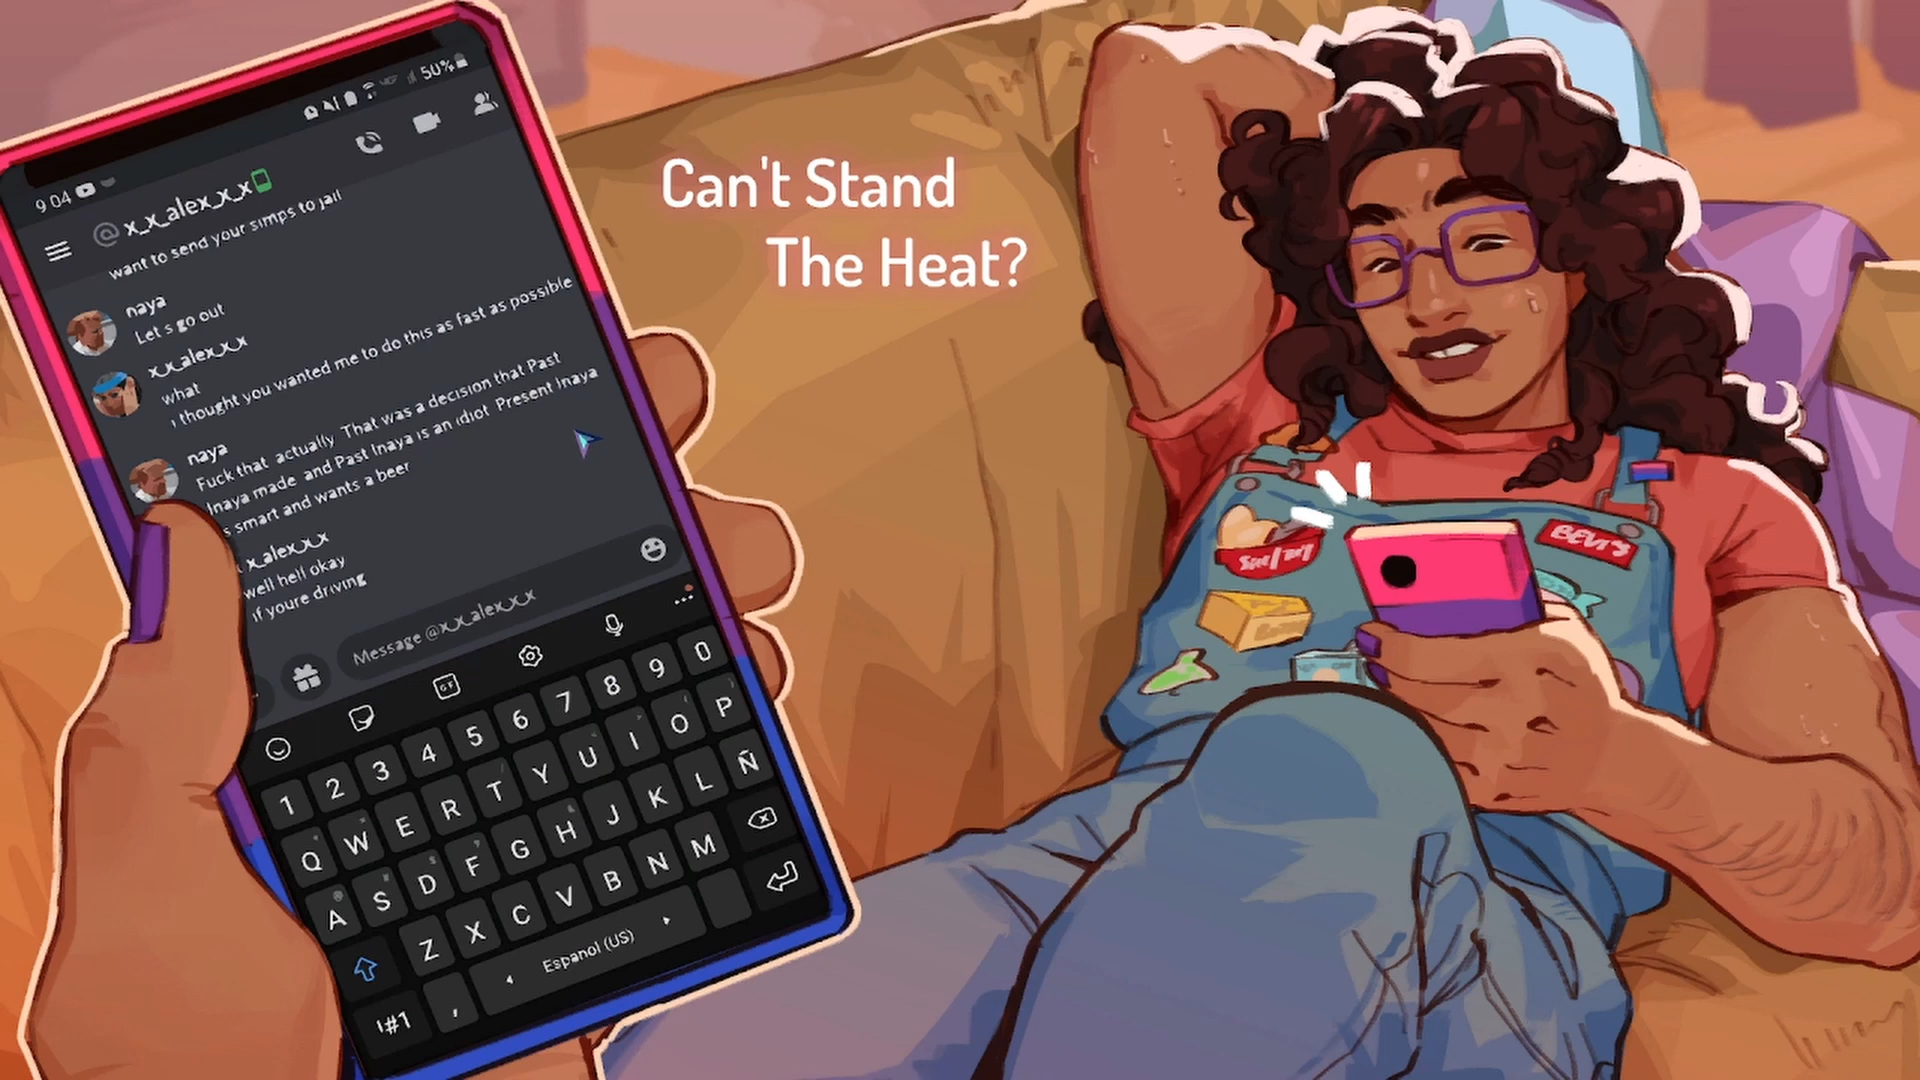 9 04
50%
@ x_x_alex_x_x
want to send your simps to jail
naya
Let s go out
x_x_alex_x_x
what
i thought you wanted me to do this as fast as possible
naya
Fuck that actually That was a decision that Past
Inaya made and Past Inaya is an idiot Present Inaya
s smart and wants a beer
x_alex_x_x
well hell okay
if youre driving
Message @x_x_alex_x_x
GIF
1 2 3 4 5 6 7 8 9 0
Q W E R T Y U I O P
A S D F G H J K L Ñ
Z X C V B N M
!#1 , Espanol (US)
Can't Stand
The Heat?
BEVI'S